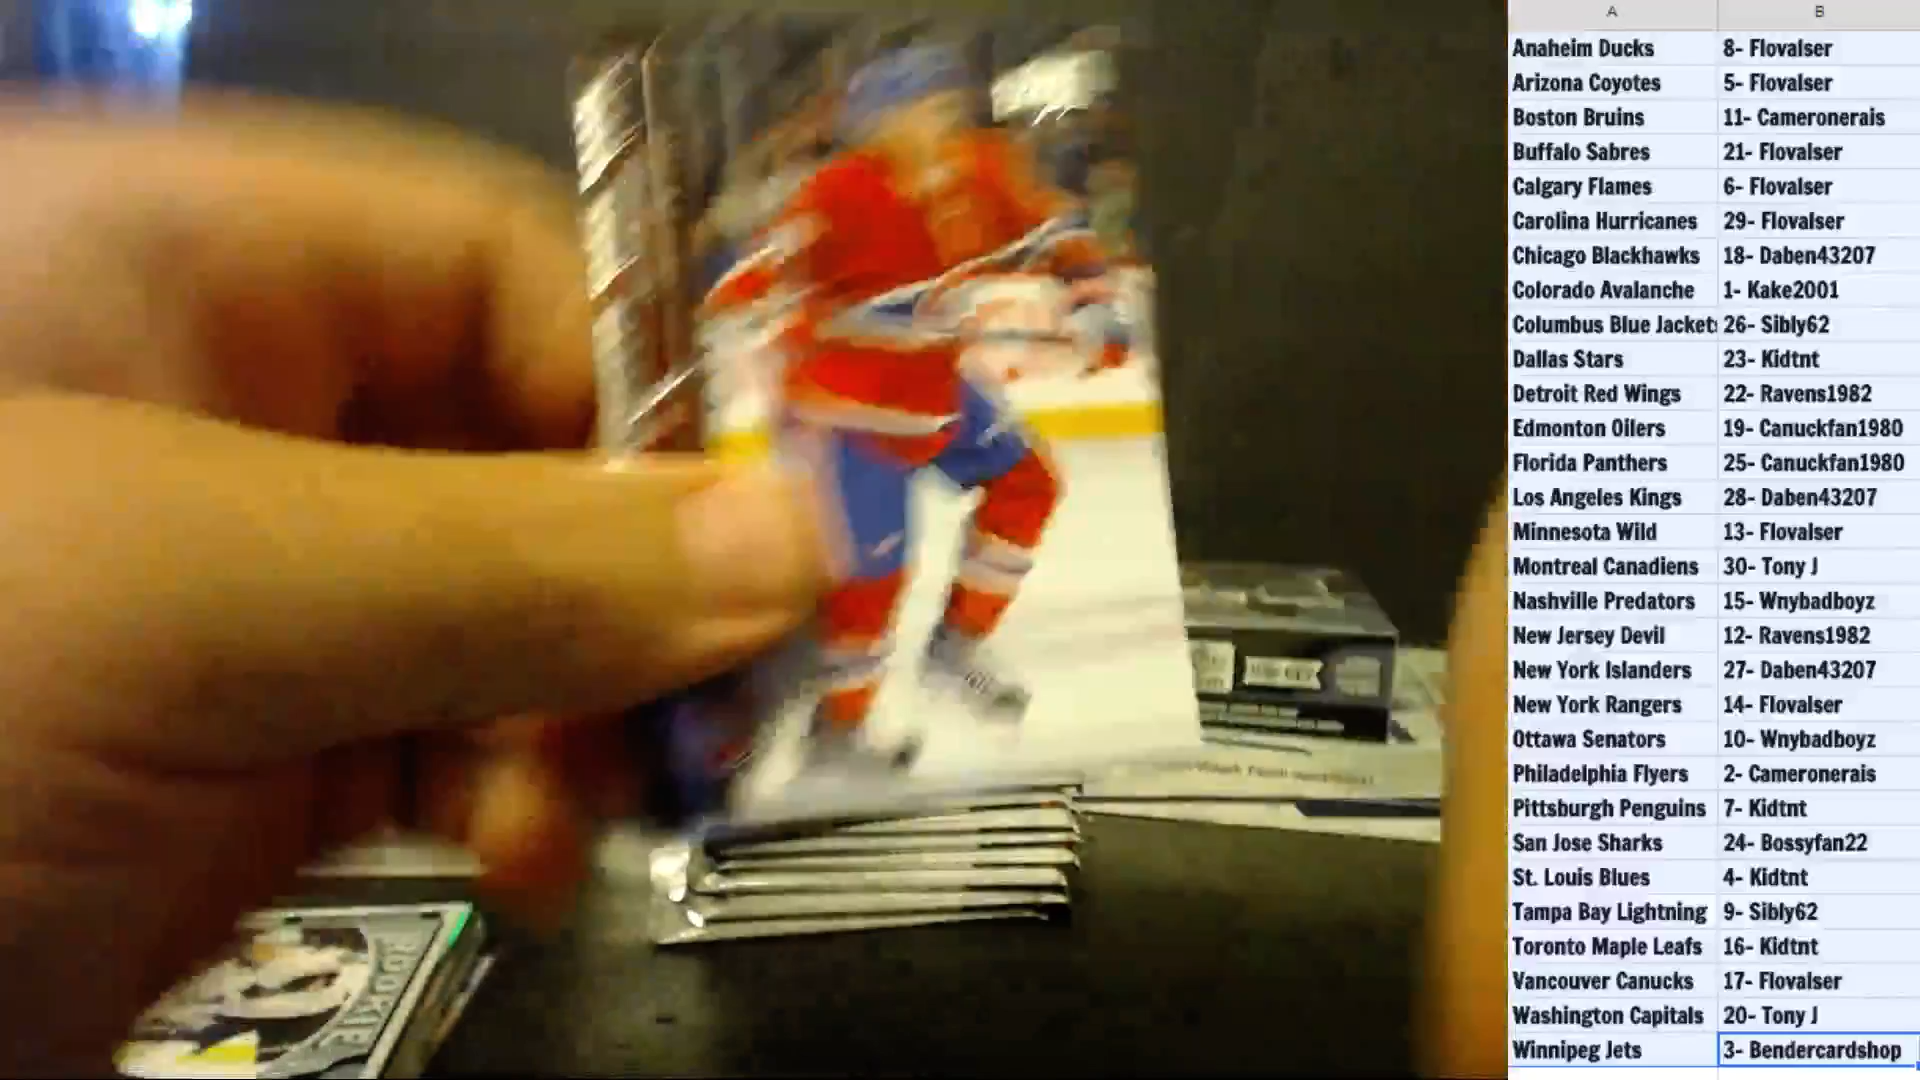 A B
Anaheim Ducks 8- Flovalser
Arizona Coyotes 5- Flovalser
Boston Bruins 11- Cameronerais
Buffalo Sabres 21- Flovalser
Calgary Flames 6- Flovalser
Carolina Hurricanes 29- Flovalser
Chicago Blackhawks 18- Daben43207
Colorado Avalanche 1- Kake2001
Columbus Blue Jackets 26- Sibly62
Dallas Stars 23- Kidtnt
Detroit Red Wings 22- Ravens1982
Edmonton Oilers 19- Canuckfan1980
Florida Panthers 25- Canuckfan1980
Los Angeles Kings 28- Daben43207
Minnesota Wild 13- Flovalser
Montreal Canadiens 30- Tony J
Nashville Predators 15- Wnybadboyz
New Jersey Devil 12- Ravens1982
New York Islanders 27- Daben43207
New York Rangers 14- Flovalser
Ottawa Senators 10- Wnybadboyz
Philadelphia Flyers 2- Cameronerais
Pittsburgh Penguins 7- Kidtnt
San Jose Sharks 24- Bossyfan22
St. Louis Blues 4- Kidtnt
Tampa Bay Lightning 9- Sibly62
Toronto Maple Leafs 16- Kidtnt
Vancouver Canucks 17- Flovalser
Washington Capitals 20- Tony J
Winnipeg Jets 3- Bendercardshop
ROOKIE